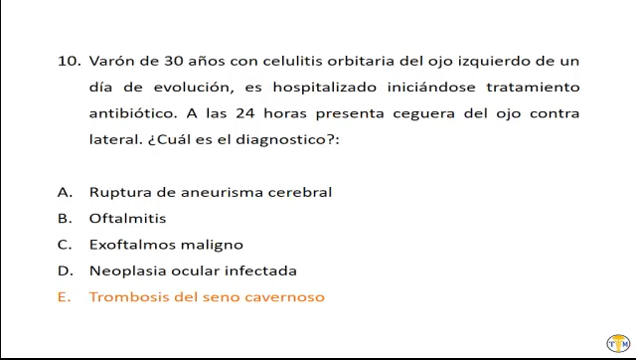 10. Varón de 30 años con celulitis orbitaria del ojo izquierdo de un
día de evolución, es hospitalizado iniciándose tratamiento
antibiótico. A las 24 horas presenta ceguera del ojo contra
lateral. ¿Cuál es el diagnostico?:
A. Ruptura de aneurisma cerebral
B. Oftalmitis
C. Exoftalmos maligno
D. Neoplasia ocular infectada
E. Trombosis del seno cavernoso
T M